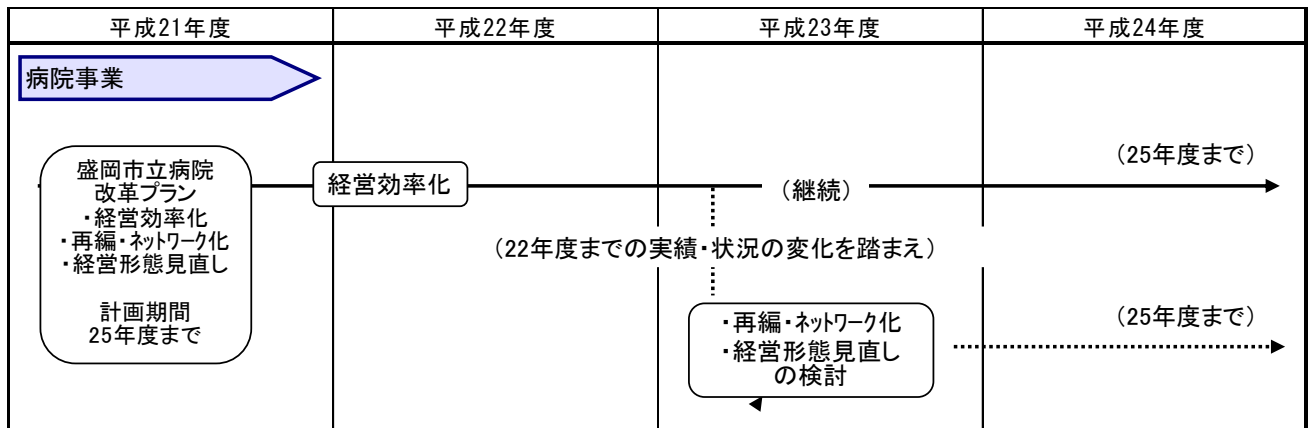 平成21年度
平成22年度
平成23年度
平成24年度
病院事業
盛岡市立病院
改革プラン
・経営効率化
・再編・ネットワーク化
・経営形態見直し
計画期間
25年度まで
経営効率化
（継続）
（25年度まで）
（22年度までの実績・状況の変化を踏まえ）
・再編・ネットワーク化
・経営形態見直し
の検討
（25年度まで）